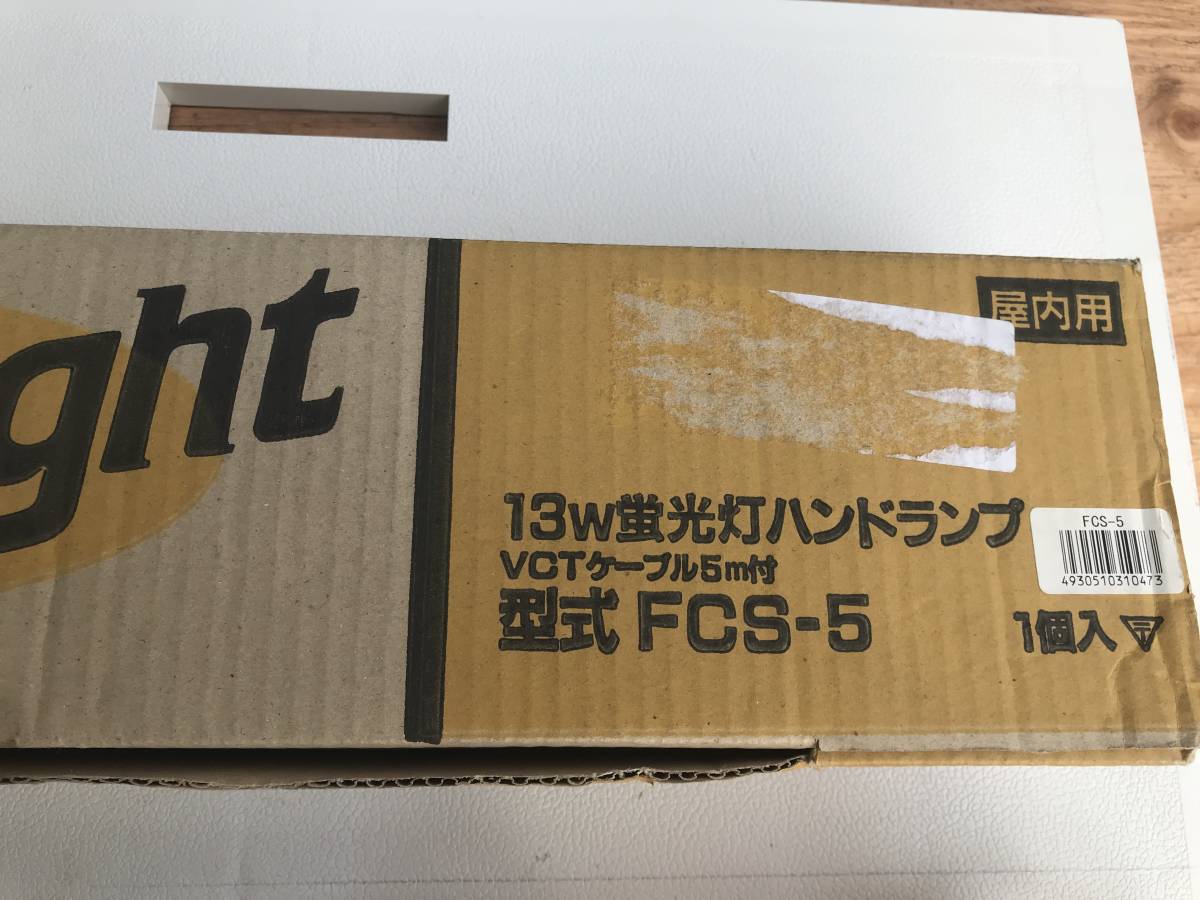 ght
屋内用
13W蛍光灯ハンドランプ
VCTケーブル5m付
型式 FCS-5
FCS-5
4930510310473
1個入